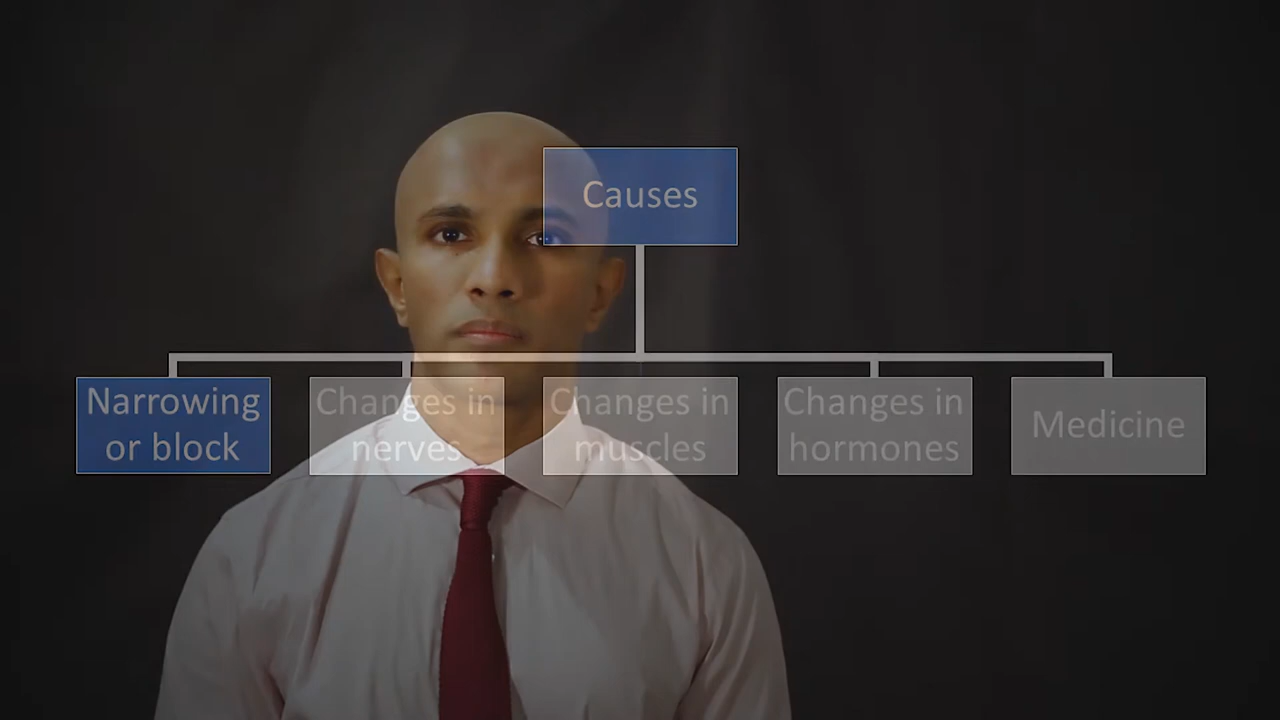 Causes
Narrowing
or block
Changes in
nerves
Changes in
muscles
Changes in
hormones
Medicine